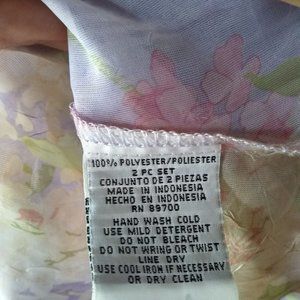 100% POLYESTER/POLIESTER
2 PC SET
CONJUNTO DE 2 PIEZAS
MADE IN INDONESIA
HECHO EN INDONESIA
RN 89700
HAND WASH COLD
USE MILD DETERGENT
DO NOT BLEACH
DO NOT WRING OR TWIST
LINE DRY
USE COOL IRON IF NECESSARY
OR DRY CLEAN